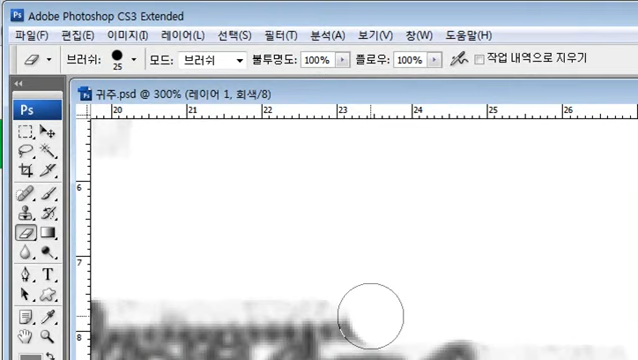 Ps Adobe Photoshop CS3 Extended
파일(F) 편집(E) 이미지(I) 레이어(L) 선택(S) 필터(T) 분석(A) 보기(V) 창(W) 도움말(H)
브러쉬: 25 모드: 브러쉬 불투명도: 100% 플로우: 100% 작업 내역으로 지우기
귀주.psd @ 300% (레이어 1, 회색/8)
Ps 20 21 22 23 24 25 26
6
7
8